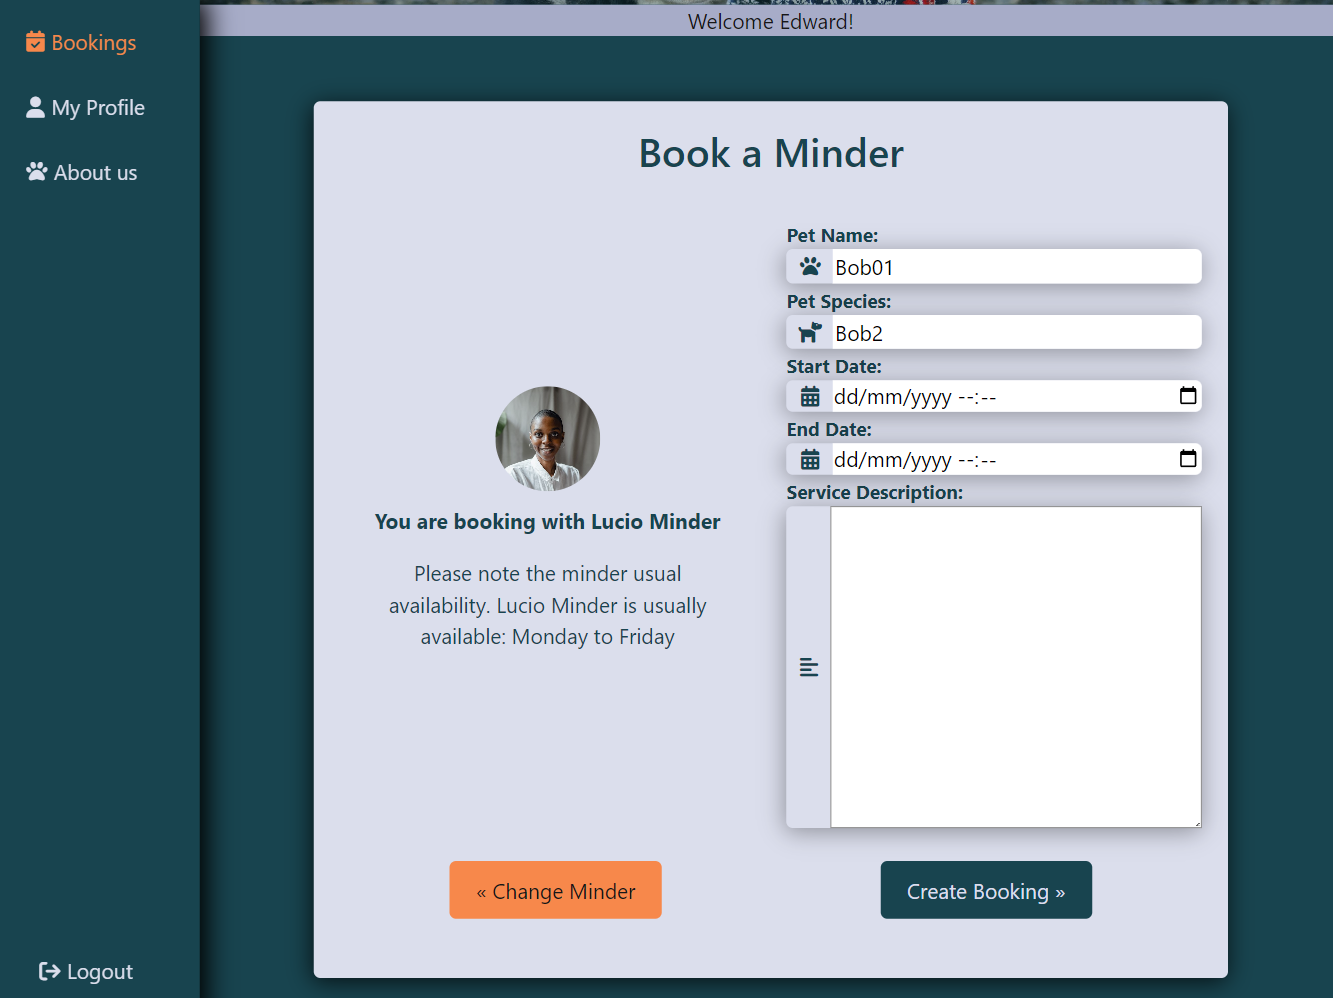 Welcome Edward!
Bookings
My Profile
About us
Logout
Book a Minder
You are booking with Lucio Minder
Please note the minder usual
availability. Lucio Minder is usually
available: Monday to Friday
Pet Name:
Bob01
Pet Species:
Bob2
Start Date:
dd/mm/yyyy --:--
End Date:
dd/mm/yyyy --:--
Service Description:
« Change Minder
Create Booking »